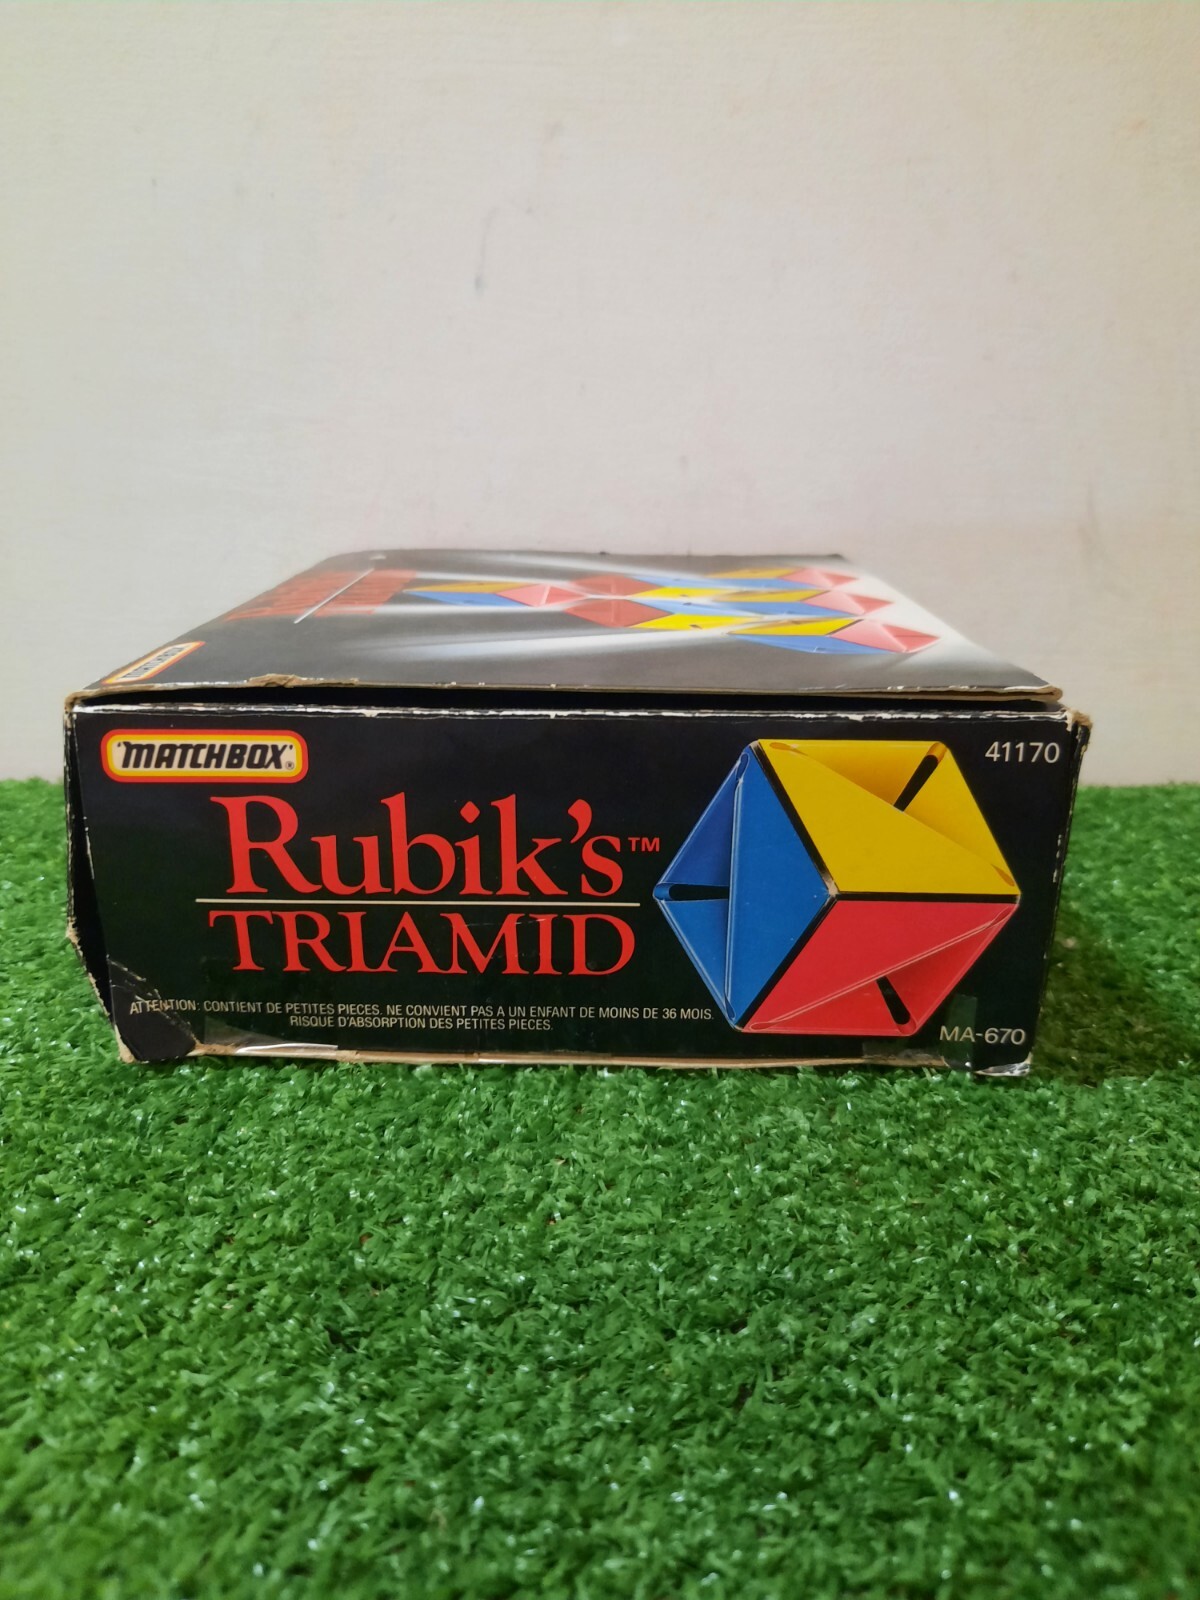 MATCHBOX
'MATCHBOX'®
41170
Rubik's™
TRIAMID
ATTENTION: CONTIENT DE PETITES PIECES. NE CONVIENT PAS A UN ENFANT DE MOINS DE 36 MOIS.
RISQUE D'ABSORPTION DES PETITES PIECES.
MA-670